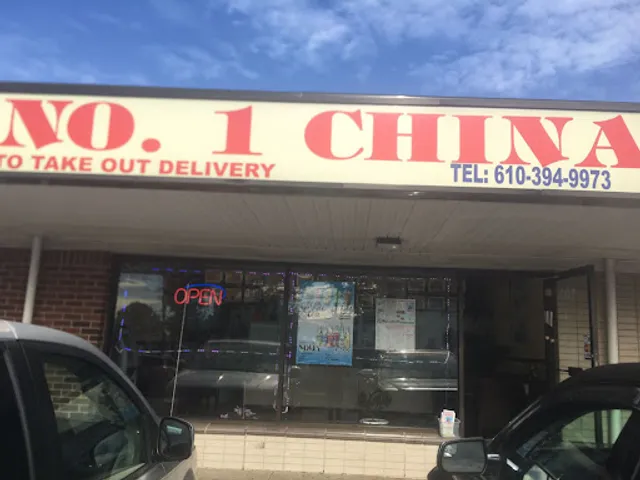 NO. 1 CHINA
TO TAKE OUT DELIVERY
TEL: 610-394-9973
OPEN